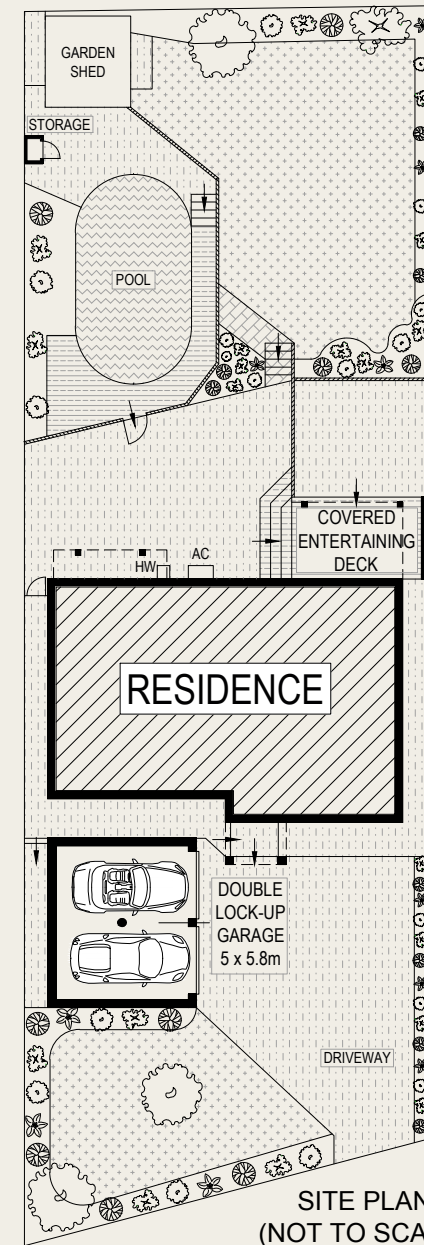 GARDEN
SHED
STORAGE
POOL
COVERED
ENTERTAINING
DECK
HW
AC
RESIDENCE
DOUBLE
LOCK-UP
GARAGE
5 x 5.8m
DRIVEWAY
SITE PLAN
(NOT TO SCA